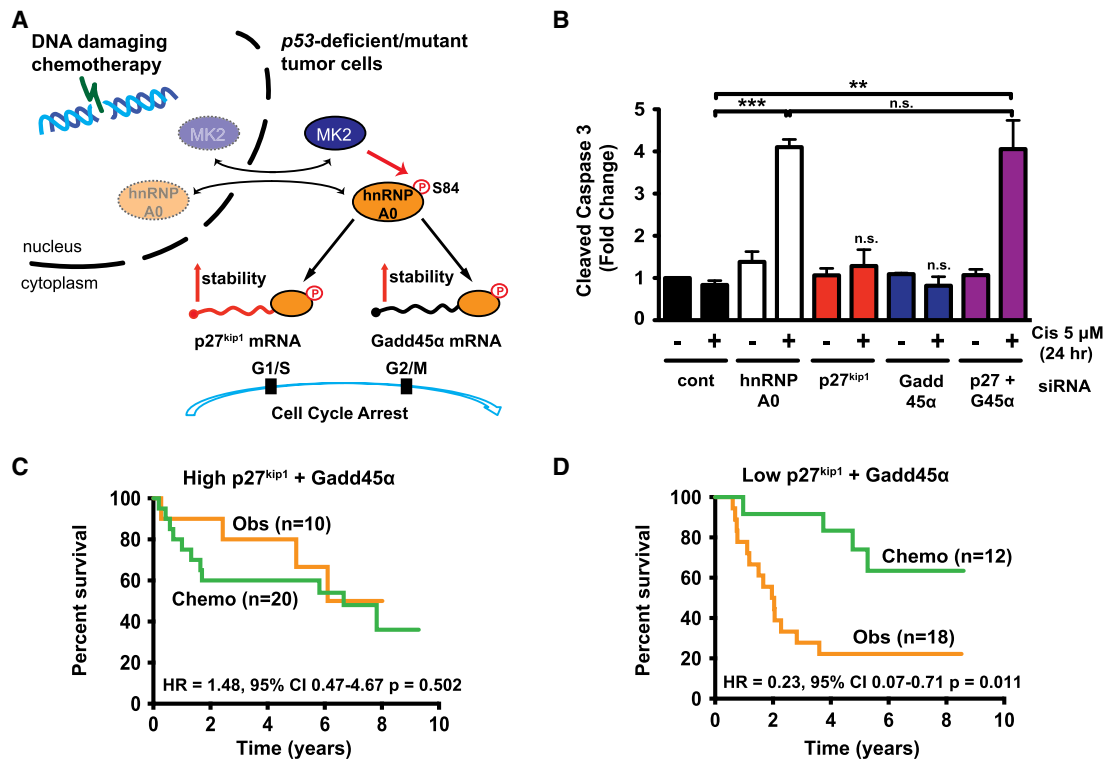 A
DNA damaging
chemotherapy
p53-deficient/mutant
tumor cells
MK2
MK2
hnRNP
A0
hnRNP
A0
P
S84
nucleus
cytoplasm
stability
stability
P
P
p27kip1 mRNA
Gadd45α mRNA
G1/S
G2/M
Cell Cycle Arrest
B
Cleaved Caspase 3
(Fold Change)
5
4
3
2
1
0
**
***
n.s.
n.s.
n.s.
- + - + - + - + - +
Cis 5 μM
(24 hr)
cont
hnRNP
A0
p27kip1
Gadd
45α
p27 +
G45α
siRNA
C
High p27kip1 + Gadd45α
Percent survival
100
80
60
40
20
0
Obs (n=10)
Chemo (n=20)
HR = 1.48, 95% CI 0.47-4.67 p = 0.502
0 2 4 6 8 10
Time (years)
D
Low p27kip1 + Gadd45α
Percent survival
100
80
60
40
20
0
Chemo (n=12)
Obs (n=18)
HR = 0.23, 95% CI 0.07-0.71 p = 0.011
0 2 4 6 8 10
Time (years)